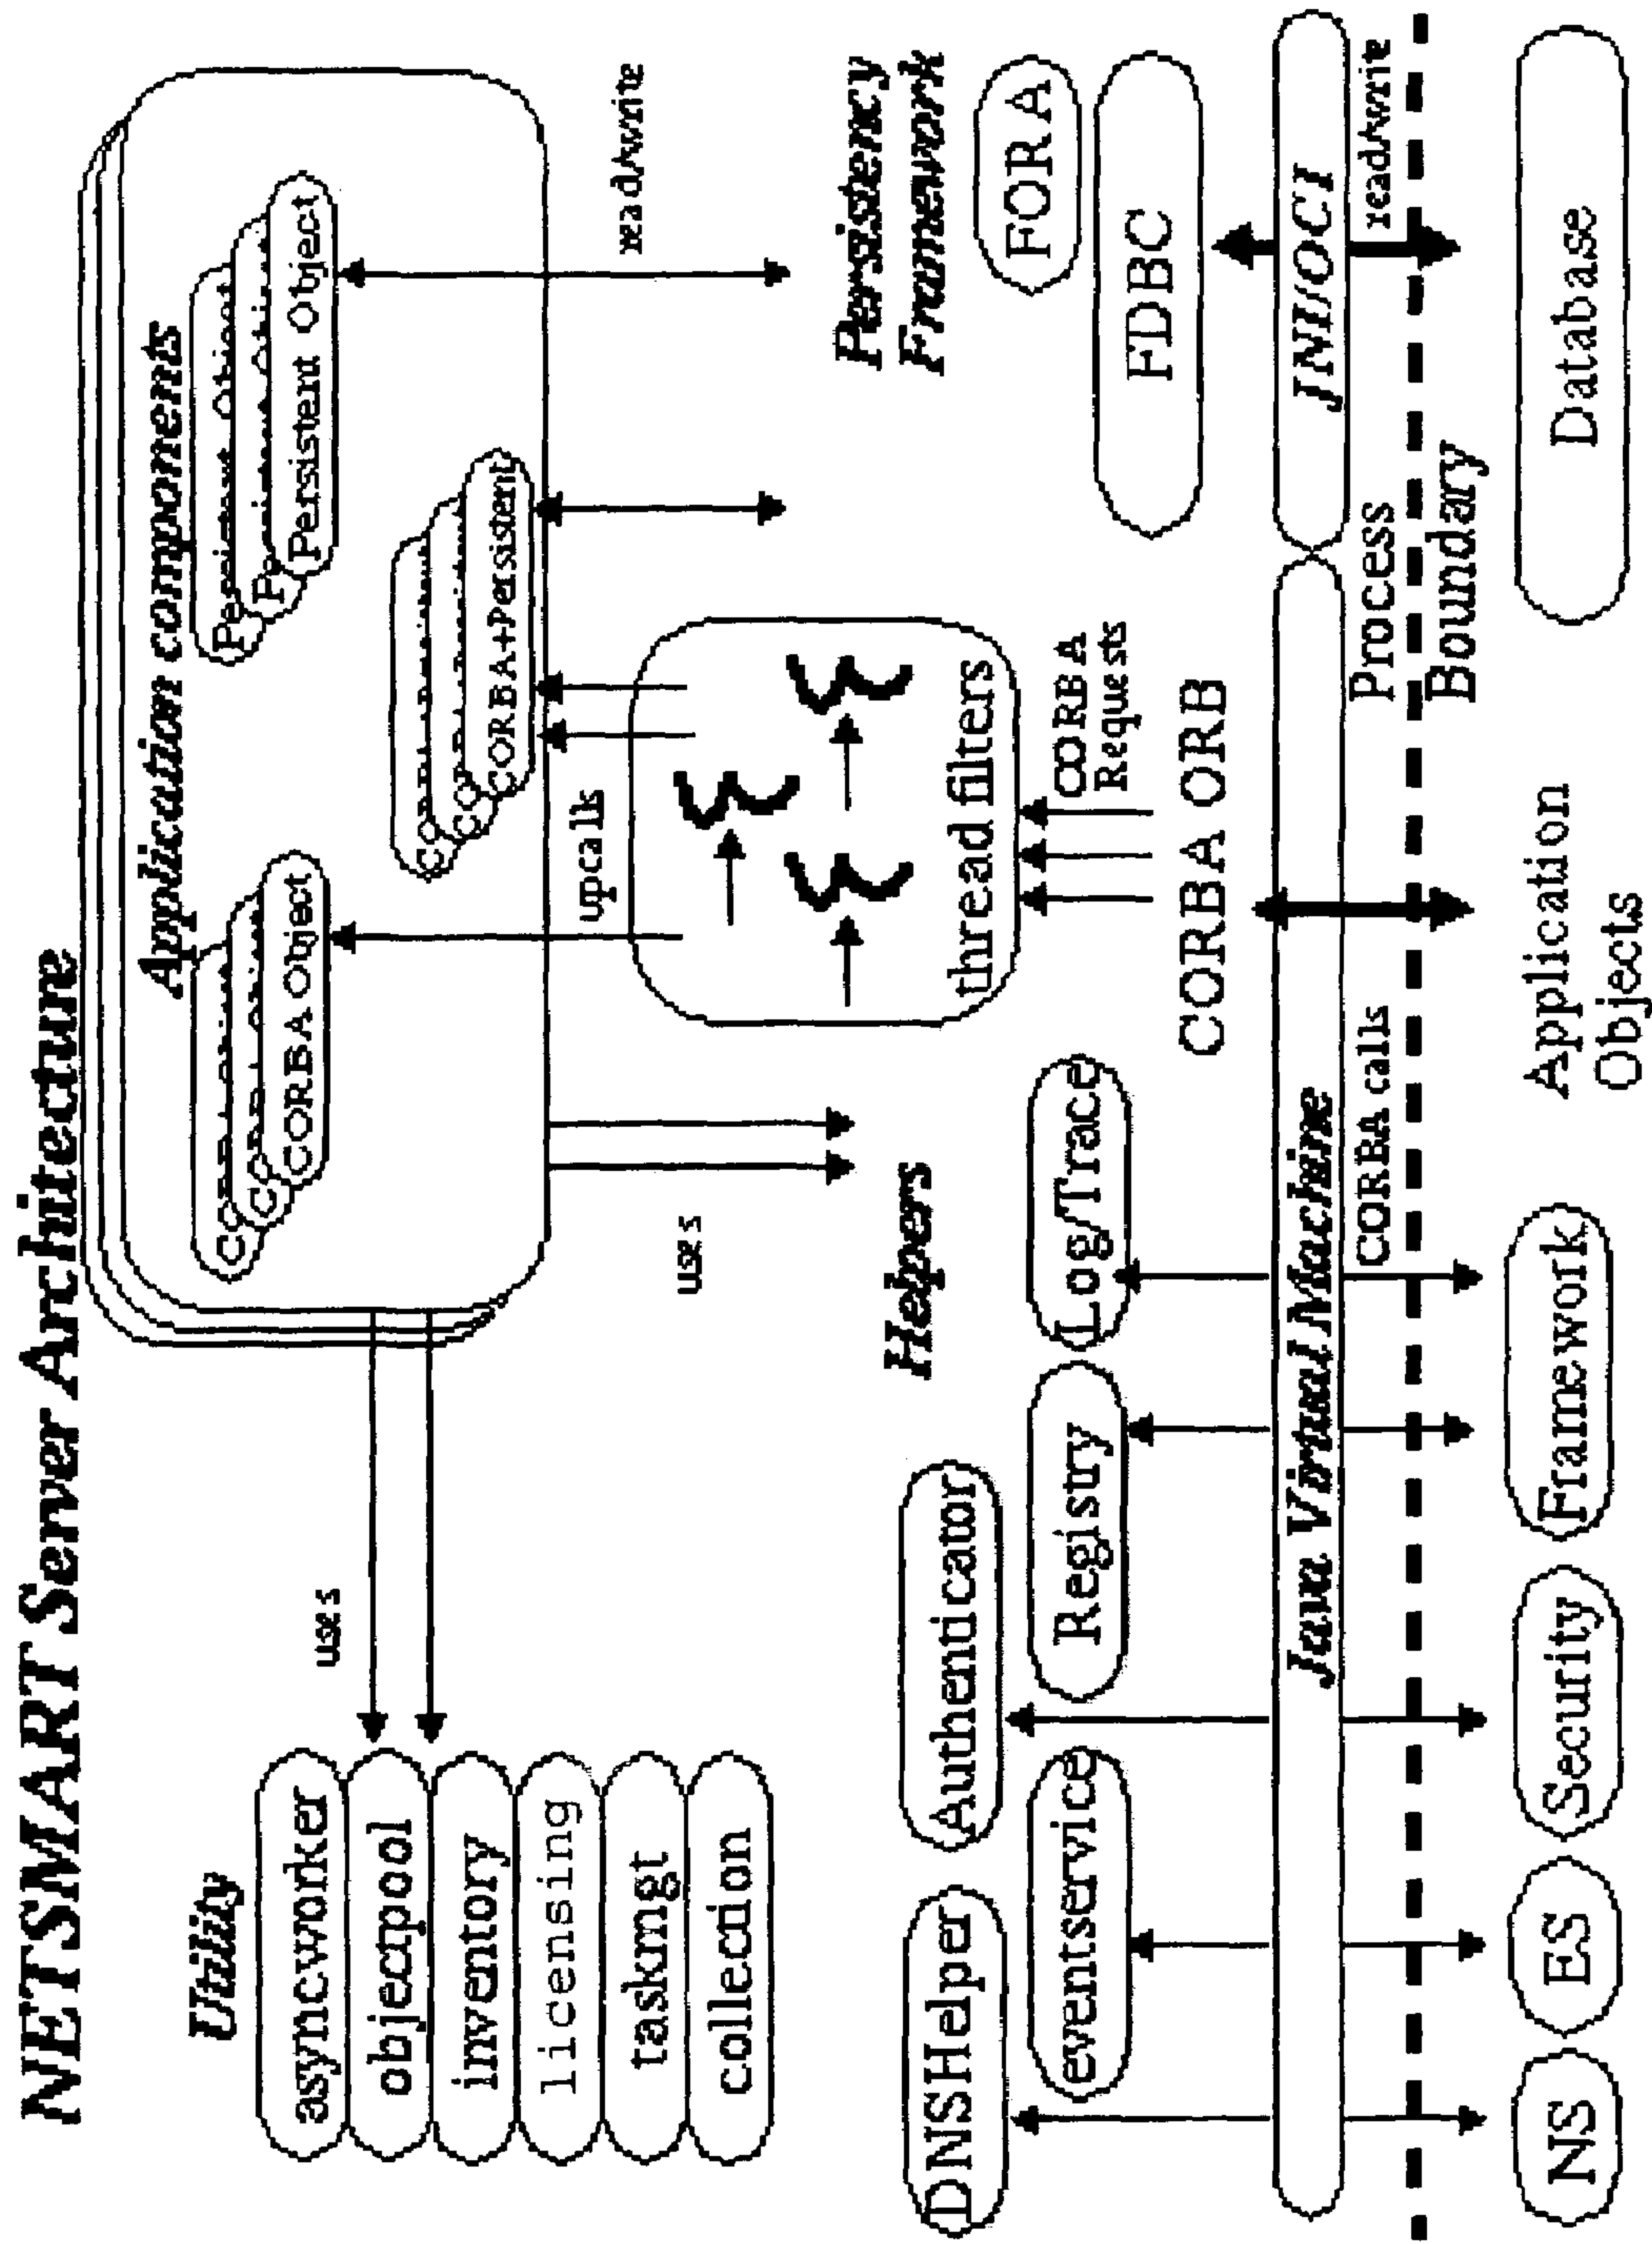 NETSMART Server Architecture
Application components
CORBA Object
Persistent Object
Persistent Object
CORBA+Persistent
Utility
asyncworker
objectpool
inventory
licensing
taskmgt
collection
uses
uses
upcalls
read/write
thread filters
CORBA
Requests
CORBA ORB
Helpers
DNSHelper
Authenticator
eventservice
Registry
Log/Trace
Persistency
Framework
FORA
FDBC
Java Virtual Machine
JNI/OCI
CORBA calls
Process
Boundary
read/write
NS
ES
Security
Framework
Application
Objects
Database